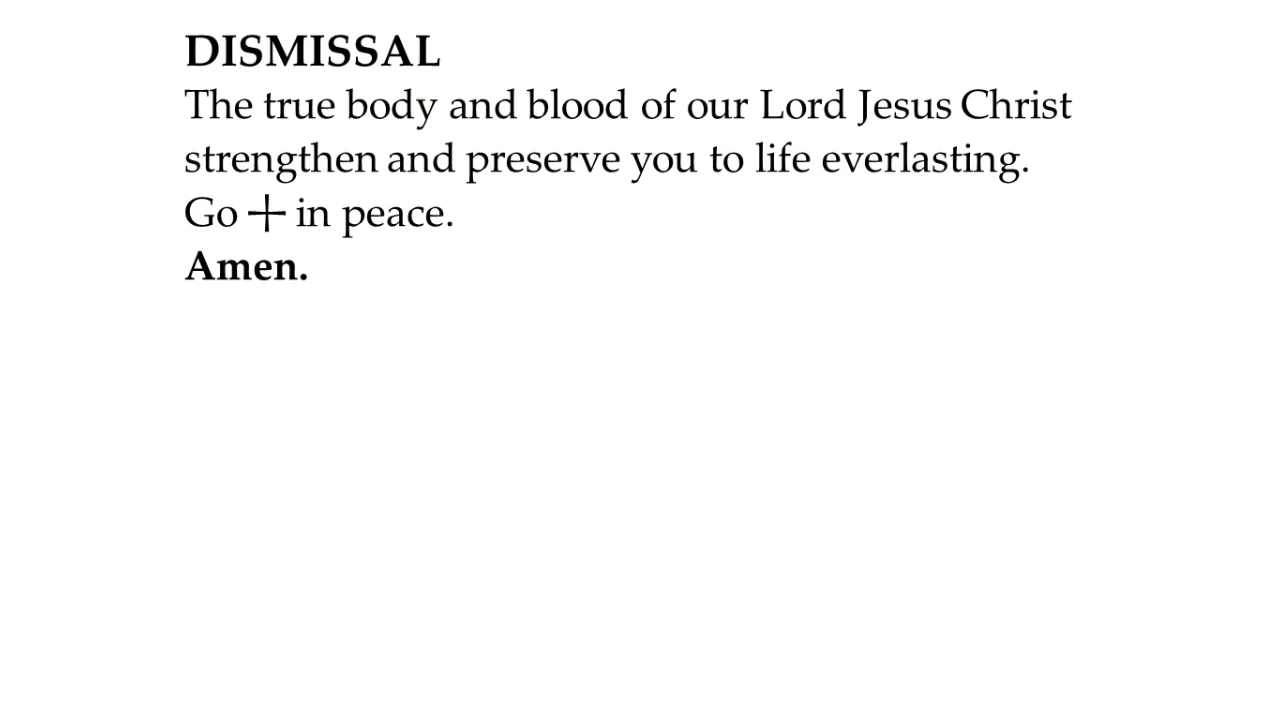 DISMISSAL
The true body and blood of our Lord Jesus Christ
strengthen and preserve you to life everlasting.
Go + in peace.
Amen.